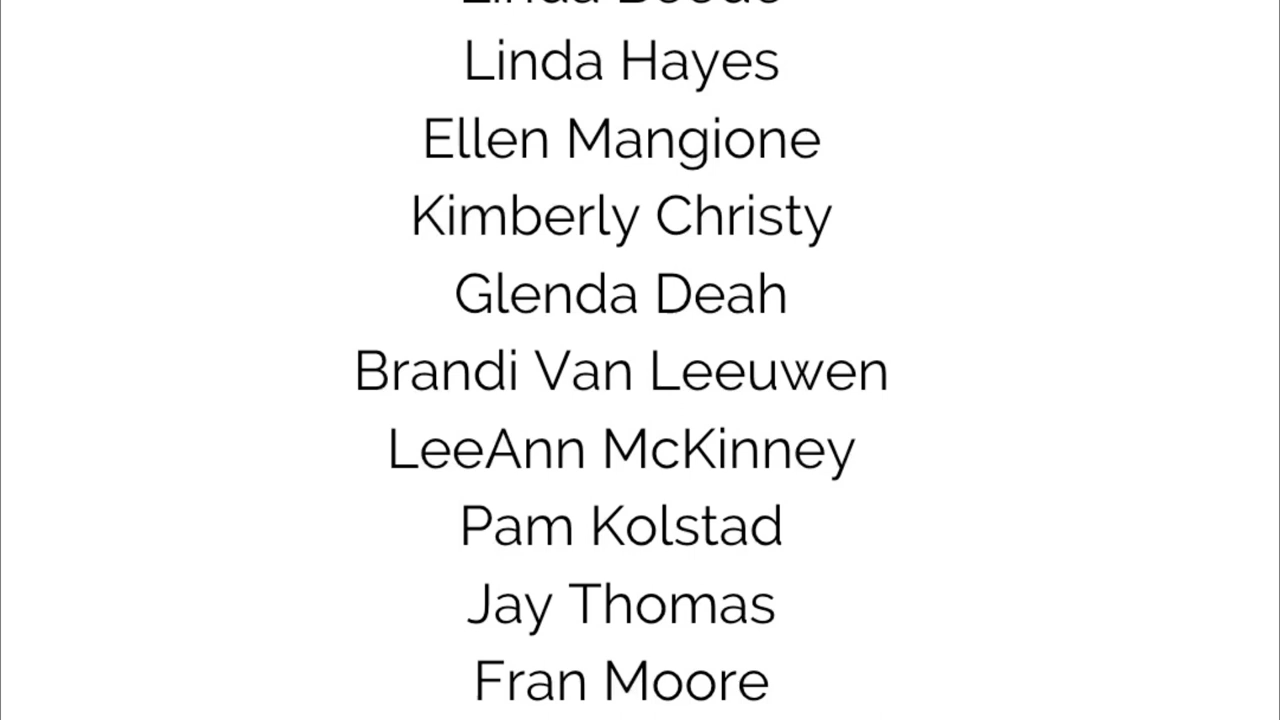 Linda
Linda Hayes
Ellen Mangione
Kimberly Christy
Glenda Deah
Brandi Van Leeuwen
LeeAnn McKinney
Pam Kolstad
Jay Thomas
Fran Moore